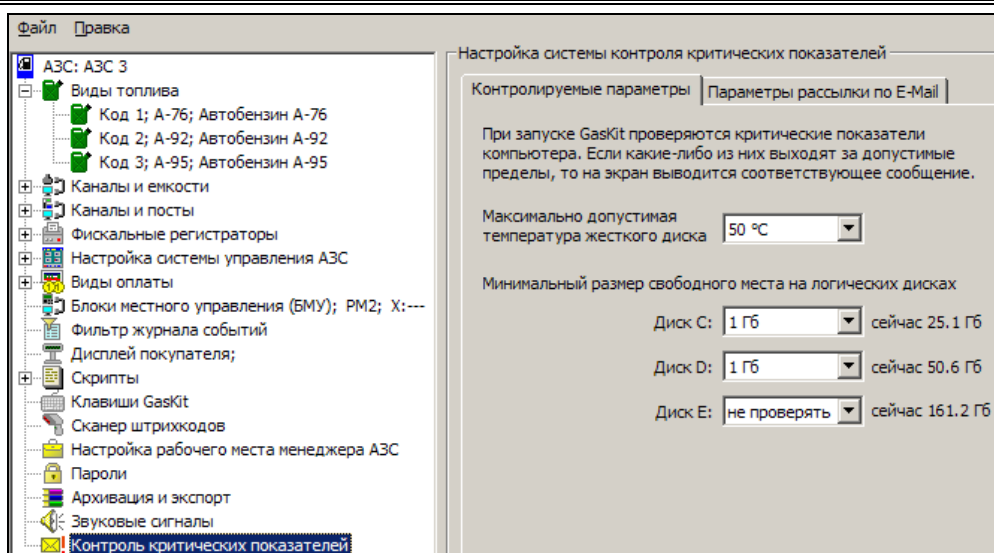 Файл Правка
АЗС: АЗС 3
Виды топлива
Код 1; А-76; Автобензин А-76
Код 2; А-92; Автобензин А-92
Код 3; А-95; Автобензин А-95
Каналы и емкости
Каналы и посты
Фискальные регистраторы
Настройка системы управления АЗС
Виды оплаты
Блоки местного управления (БМУ); РМ2; X:---
Фильтр журнала событий
Дисплей покупателя;
Скрипты
Клавиши GasKit
Сканер штрихкодов
Настройка рабочего места менеджера АЗС
Пароли
Архивация и экспорт
Звуковые сигналы
Контроль критических показателей
Настройка системы контроля критических показателей
Контролируемые параметры Параметры рассылки по E-Mail
При запуске GasKit проверяются критические показатели
компьютера. Если какие-либо из них выходят за допустимые
пределы, то на экран выводится соответствующее сообщение.
Максимально допустимая
температура жесткого диска 50 ºC
Минимальный размер свободного места на логических дисках
Диск C: 1 Гб сейчас 25.1 Гб
Диск D: 1 Гб сейчас 50.6 Гб
Диск E: не проверять сейчас 161.2 Гб